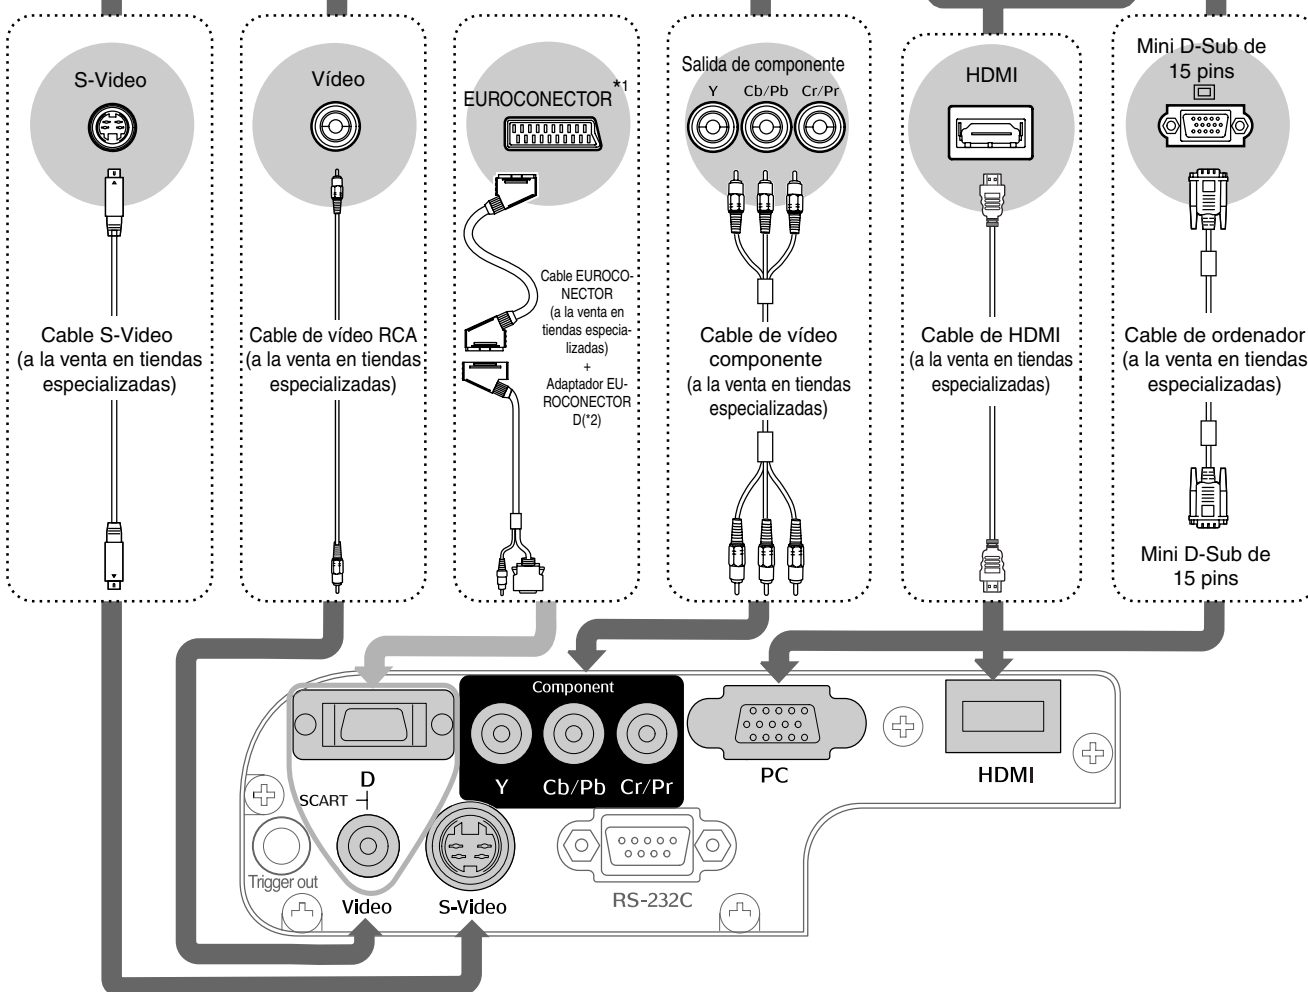 S-Video
Cable S-Video
(a la venta en tiendas
especializadas)
Vídeo
Cable de vídeo RCA
(a la venta en tiendas
especializadas)
EUROCONECTOR*1
Cable EUROCO-
NECTOR
(a la venta en
tiendas especia-
lizadas)
+
Adaptador EU-
ROCONECTOR
D(*2)
Salida de componente
Y Cb/Pb Cr/Pr
Cable de vídeo
componente
(a la venta en tiendas
especializadas)
HDMI
Cable de HDMI
(a la venta en tiendas
especializadas)
Mini D-Sub de
15 pins
Cable de ordenador
(a la venta en tiendas
especializadas)
Mini D-Sub de
15 pins
Component
Y Cb/Pb Cr/Pr
PC
HDMI
D
SCART
Trigger out
Video
S-Video
RS-232C